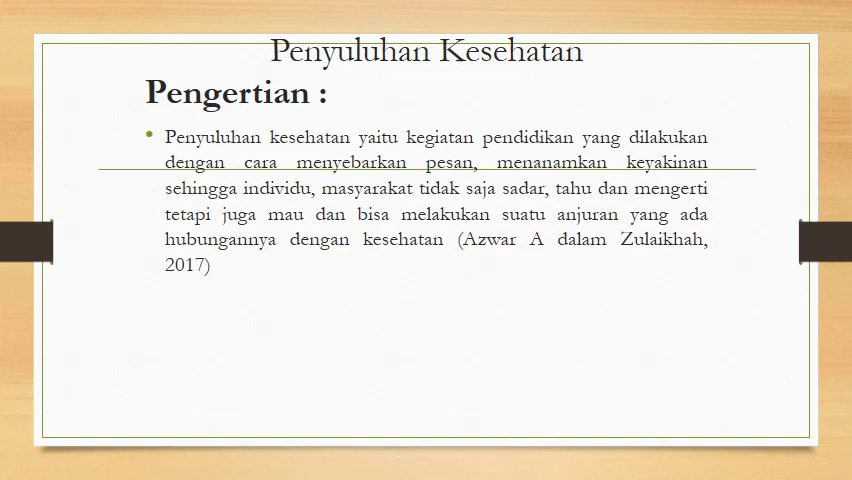 Penyuluhan Kesehatan
Pengertian :
• Penyuluhan kesehatan yaitu kegiatan pendidikan yang dilakukan
dengan cara menyebarkan pesan, menanamkan keyakinan
sehingga individu, masyarakat tidak saja sadar, tahu dan mengerti
tetapi juga mau dan bisa melakukan suatu anjuran yang ada
hubungannya dengan kesehatan (Azwar A dalam Zulaikhah,
2017)